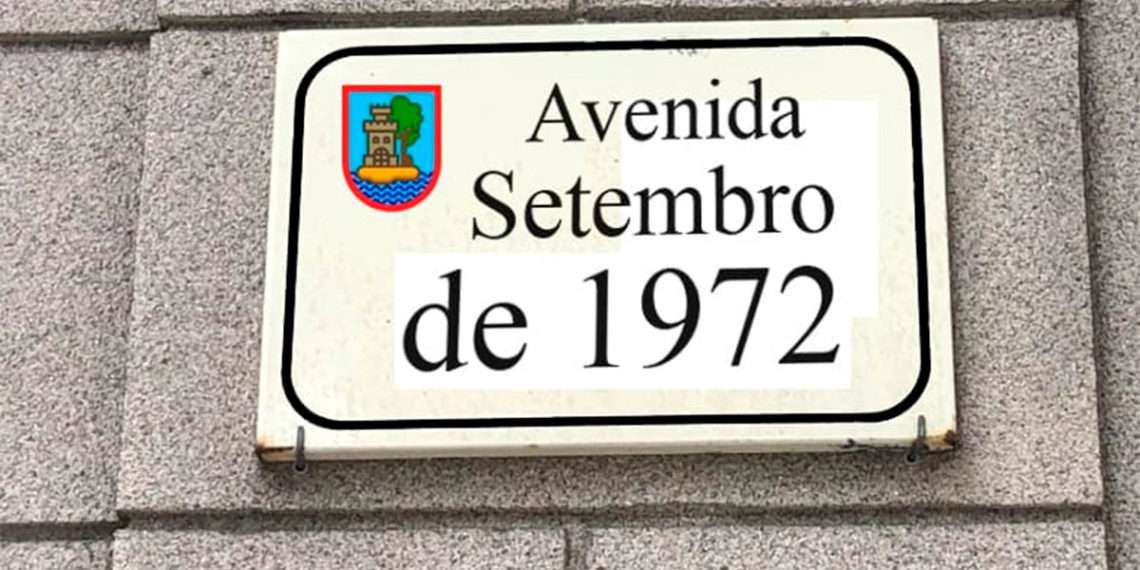 Avenida
Setembro
de 1972